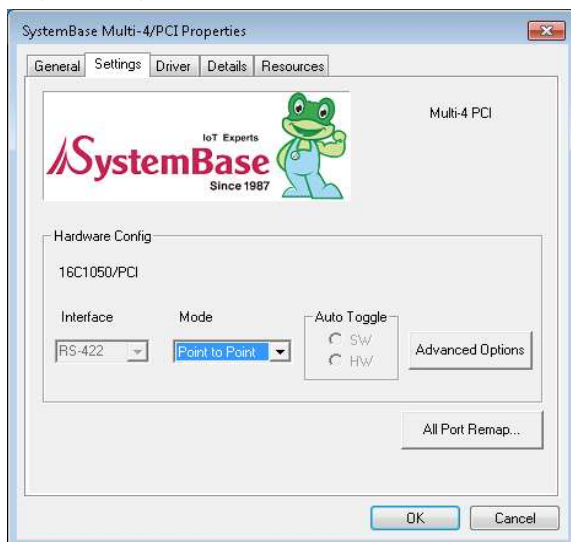 SystemBase Multi-4/PCI Properties
General Settings Driver Details Resources
IoT Experts
SystemBase
Since 1987
Multi-4 PCI
Hardware Config
16C1050/PCI
Interface Mode Auto Toggle
RS-422 Point to Point SW
HW
Advanced Options
All Port Remap...
OK Cancel